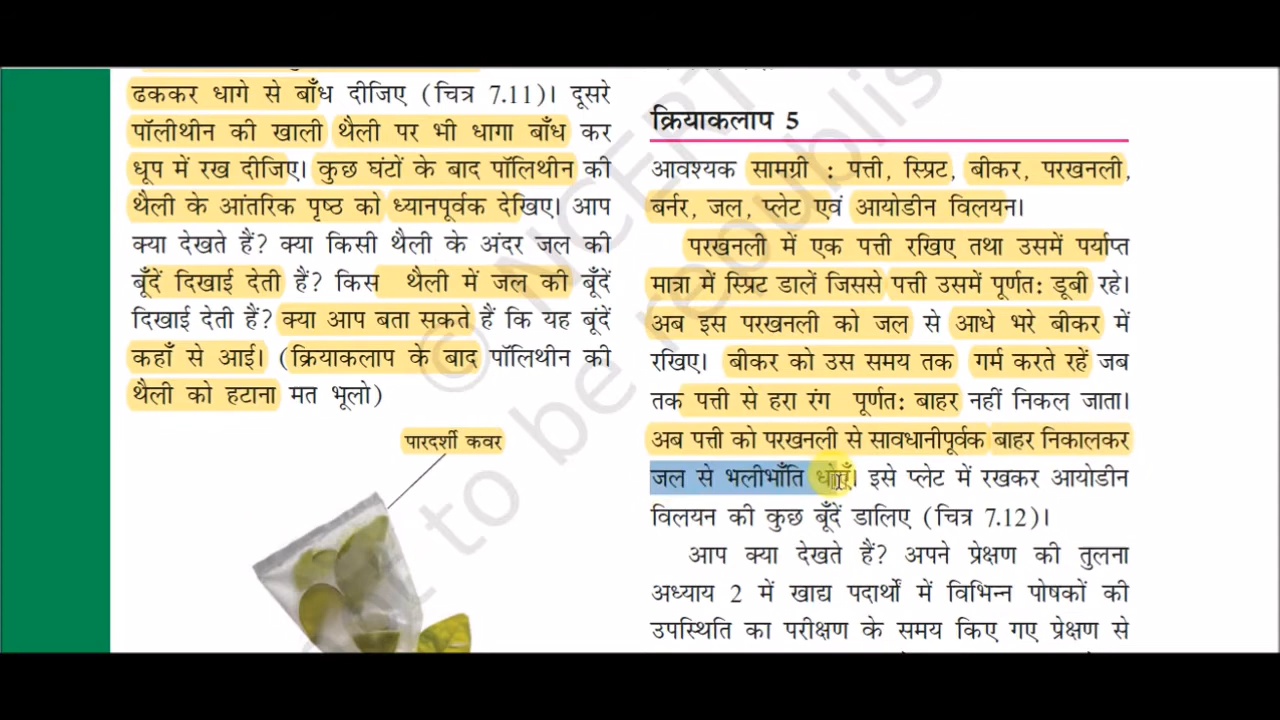 ढककर धागे से बाँध दीजिए (चित्र 7.11)। दूसरे
पॉलीथीन की खाली थैली पर भी धागा बाँध कर
धूप में रख दीजिए। कुछ घंटों के बाद पॉलिथीन की
थैली के आंतरिक पृष्ठ को ध्यानपूर्वक देखिए। आप
क्या देखते हैं? क्या किसी थैली के अंदर जल की
बूँदें दिखाई देती हैं? किस थैली में जल की बूँदें
दिखाई देती हैं? क्या आप बता सकते हैं कि यह बूंदें
कहाँ से आई। (क्रियाकलाप के बाद पॉलिथीन की
थैली को हटाना मत भूलो)
पारदर्शी कवर
क्रियाकलाप 5
आवश्यक सामग्री : पत्ती, स्प्रिट, बीकर, परखनली,
बर्नर, जल, प्लेट एवं आयोडीन विलयन।
परखनली में एक पत्ती रखिए तथा उसमें पर्याप्त
मात्रा में स्प्रिट डालें जिससे पत्ती उसमें पूर्णत: डूबी रहे।
अब इस परखनली को जल से आधे भरे बीकर में
रखिए। बीकर को उस समय तक गर्म करते रहें जब
तक पत्ती से हरा रंग पूर्णत: बाहर नहीं निकल जाता।
अब पत्ती को परखनली से सावधानीपूर्वक बाहर निकालकर
जल से भलीभाँति धोएँ। इसे प्लेट में रखकर आयोडीन
विलयन की कुछ बूँदें डालिए (चित्र 7.12)।
आप क्या देखते हैं? अपने प्रेक्षण की तुलना
अध्याय 2 में खाद्य पदार्थों में विभिन्न पोषकों की
उपस्थिति का परीक्षण के समय किए गए प्रेक्षण से
© NCERT
to be republis